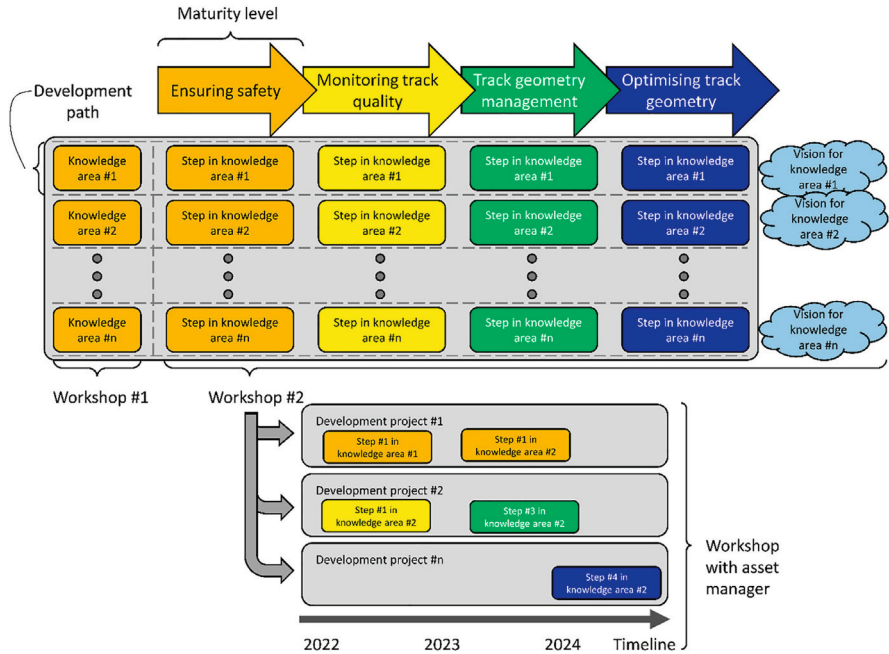 Maturity level
Development
path
Ensuring safety
Monitoring track
quality
Track geometry
management
Optimising track
geometry
Knowledge
area #1
Step in knowledge
area #1
Step in knowledge
area #1
Step in knowledge
area #1
Step in knowledge
area #1
Vision for
knowledge
area #1
Knowledge
area #2
Step in knowledge
area #2
Step in knowledge
area #2
Step in knowledge
area #2
Step in knowledge
area #2
Vision for
knowledge
area #2
Knowledge
area #n
Step in knowledge
area #n
Step in knowledge
area #n
Step in knowledge
area #n
Step in knowledge
area #n
Vision for
knowledge
area #n
Workshop #1
Workshop #2
Development project #1
Step #1 in
knowledge area #1
Step #1 in
knowledge area #2
Development project #2
Step #1 in
knowledge area #2
Step #3 in
knowledge area #2
Development project #n
Step #4 in
knowledge area #2
Workshop
with asset
manager
2022
2023
2024
Timeline